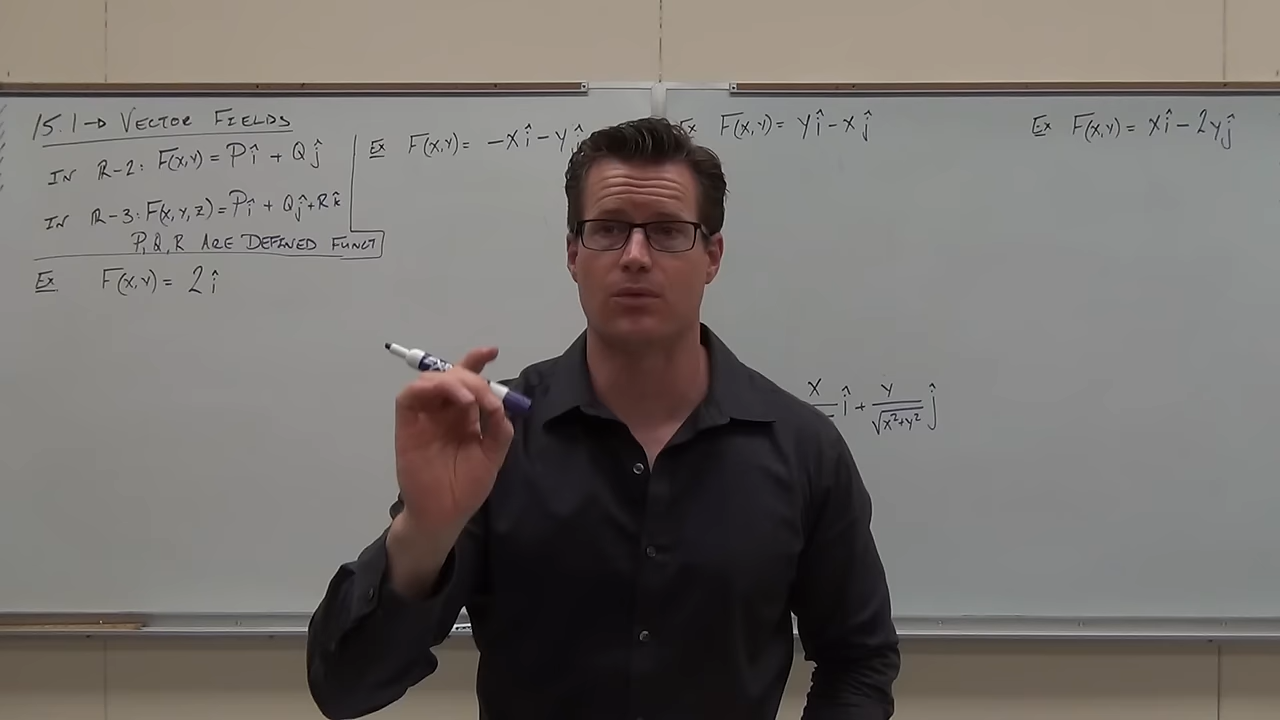 15.1→ VECTOR FIELDS
IN R-2: F(X,Y) = Pî + Qĵ
IN R-3: F(X,Y,Z) = Pî + Qĵ + Rk̂
P, Q, R ARE DEFINED FUNCT
Ex F(X,Y) = 2î
Ex F(X,Y) = -Xî - Yĵ
Ex F(X,Y) = Yî - Xĵ
Ex F(X,Y) = Xî - 2Yĵ
X î + Y/√X²+Y² ĵ